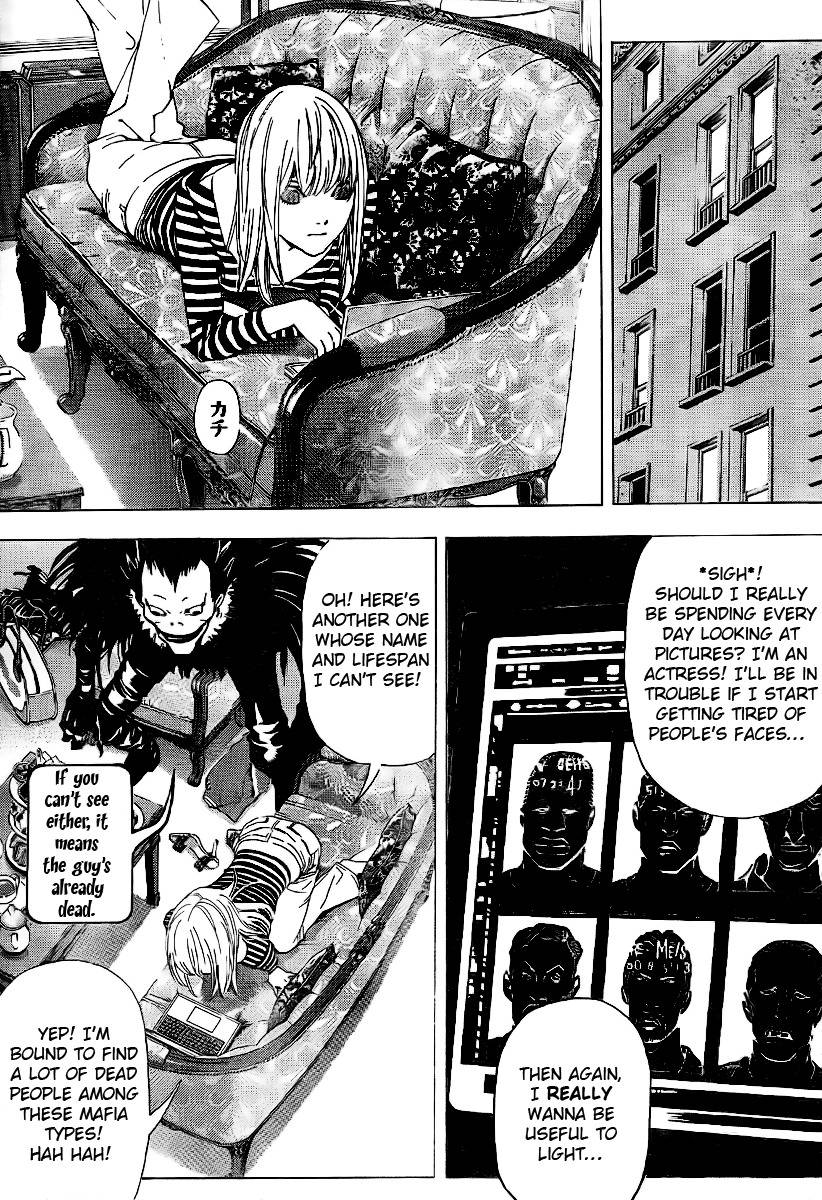 カチ
*SIGH*!
SHOULD I REALLY
BE SPENDING EVERY
DAY LOOKING AT
PICTURES? I'M AN
ACTRESS! I'LL BE IN
TROUBLE IF I START
GETTING TIRED OF
PEOPLE'S FACES...
THEN AGAIN,
I REALLY
WANNA BE
USEFUL TO
LIGHT...
OH! HERE'S
ANOTHER ONE
WHOSE NAME
AND LIFESPAN
I CAN'T SEE!
If you
can't see
either, it
means
the guy's
already
dead.
YEP! I'M
BOUND TO FIND
A LOT OF DEAD
PEOPLE AMONG
THESE MAFIA
TYPES!
HAH HAH!